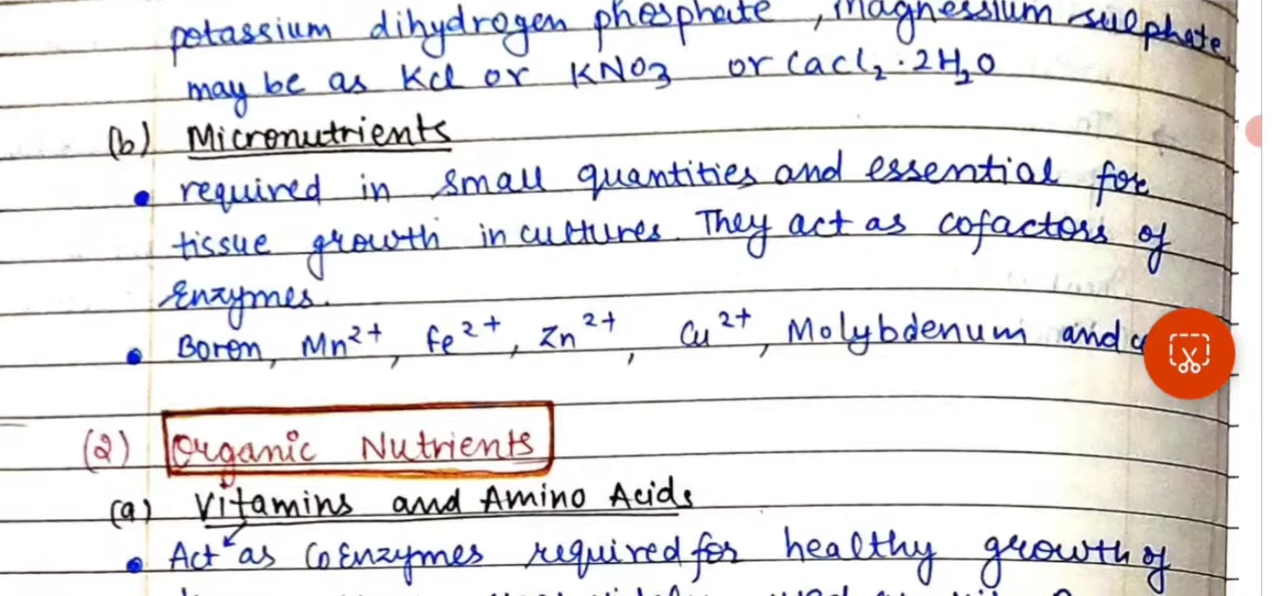 potassium dihydrogen phosphate, magnessium sulphate
may be as KCl or KNO3 or CaCl₂·2H₂O
(b) Micronutrients
• required in small quantities and essential for
tissue growth in cultures. They act as cofactors of
Enzymes.
• Boron, Mn²⁺, Fe²⁺, Zn²⁺, Cu²⁺, Molybdenum and
(2) Organic Nutrients
(a) Vitamins and Amino Acids
• Act as CoEnzymes required for healthy growth of